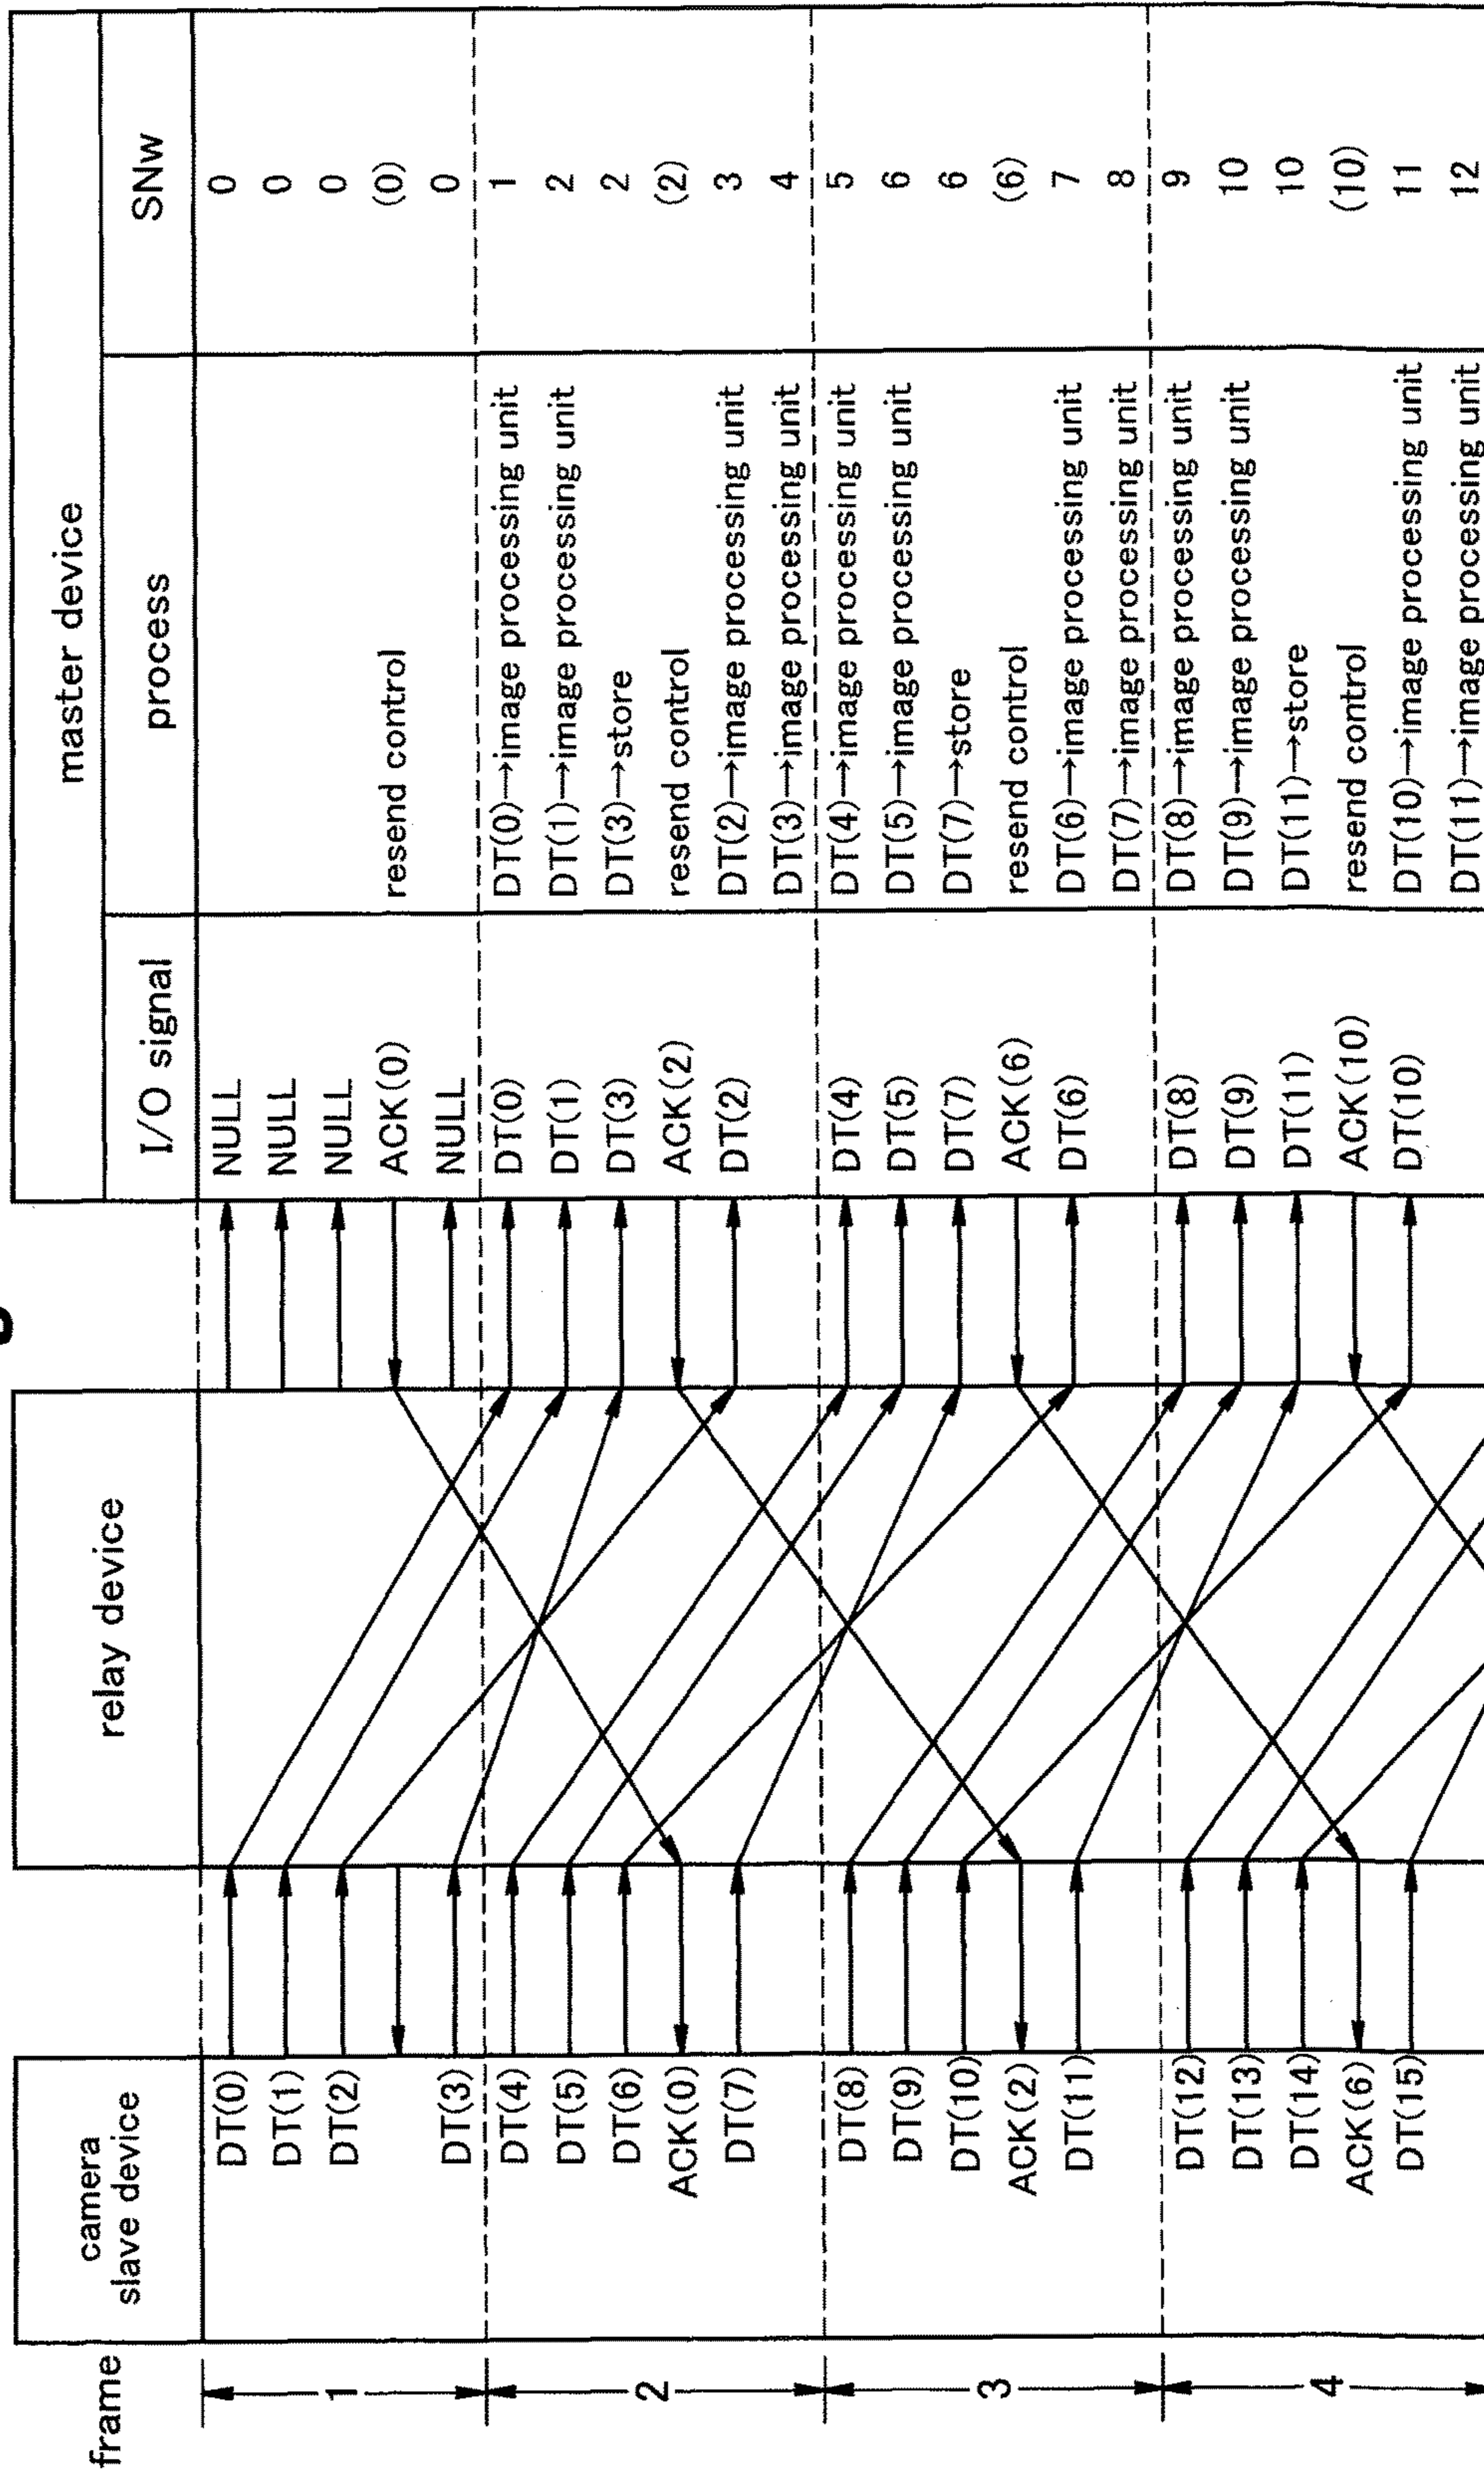 frame
camera
slave device
relay device
master device
I/O signal
process
SNw
1
DT(0)
NULL
0
DT(1)
NULL
0
DT(2)
NULL
0
ACK(0)
resend control
(0)
DT(3)
NULL
0
2
DT(4)
DT(0)
DT(0)→image processing unit
1
DT(5)
DT(1)
DT(1)→image processing unit
2
DT(6)
DT(3)
DT(3)→store
2
ACK(0)
ACK(2)
resend control
(2)
DT(7)
DT(2)
DT(2)→image processing unit
3
DT(3)→image processing unit
4
3
DT(8)
DT(4)
DT(4)→image processing unit
5
DT(9)
DT(5)
DT(5)→image processing unit
6
DT(10)
DT(7)
DT(7)→store
6
ACK(2)
ACK(6)
resend control
(6)
DT(11)
DT(6)
DT(6)→image processing unit
7
DT(7)→image processing unit
8
4
DT(12)
DT(8)
DT(8)→image processing unit
9
DT(13)
DT(9)
DT(9)→image processing unit
10
DT(14)
DT(11)
DT(11)→store
10
ACK(6)
ACK(10)
resend control
(10)
DT(15)
DT(10)
DT(10)→image processing unit
11
DT(11)→image processing unit
12